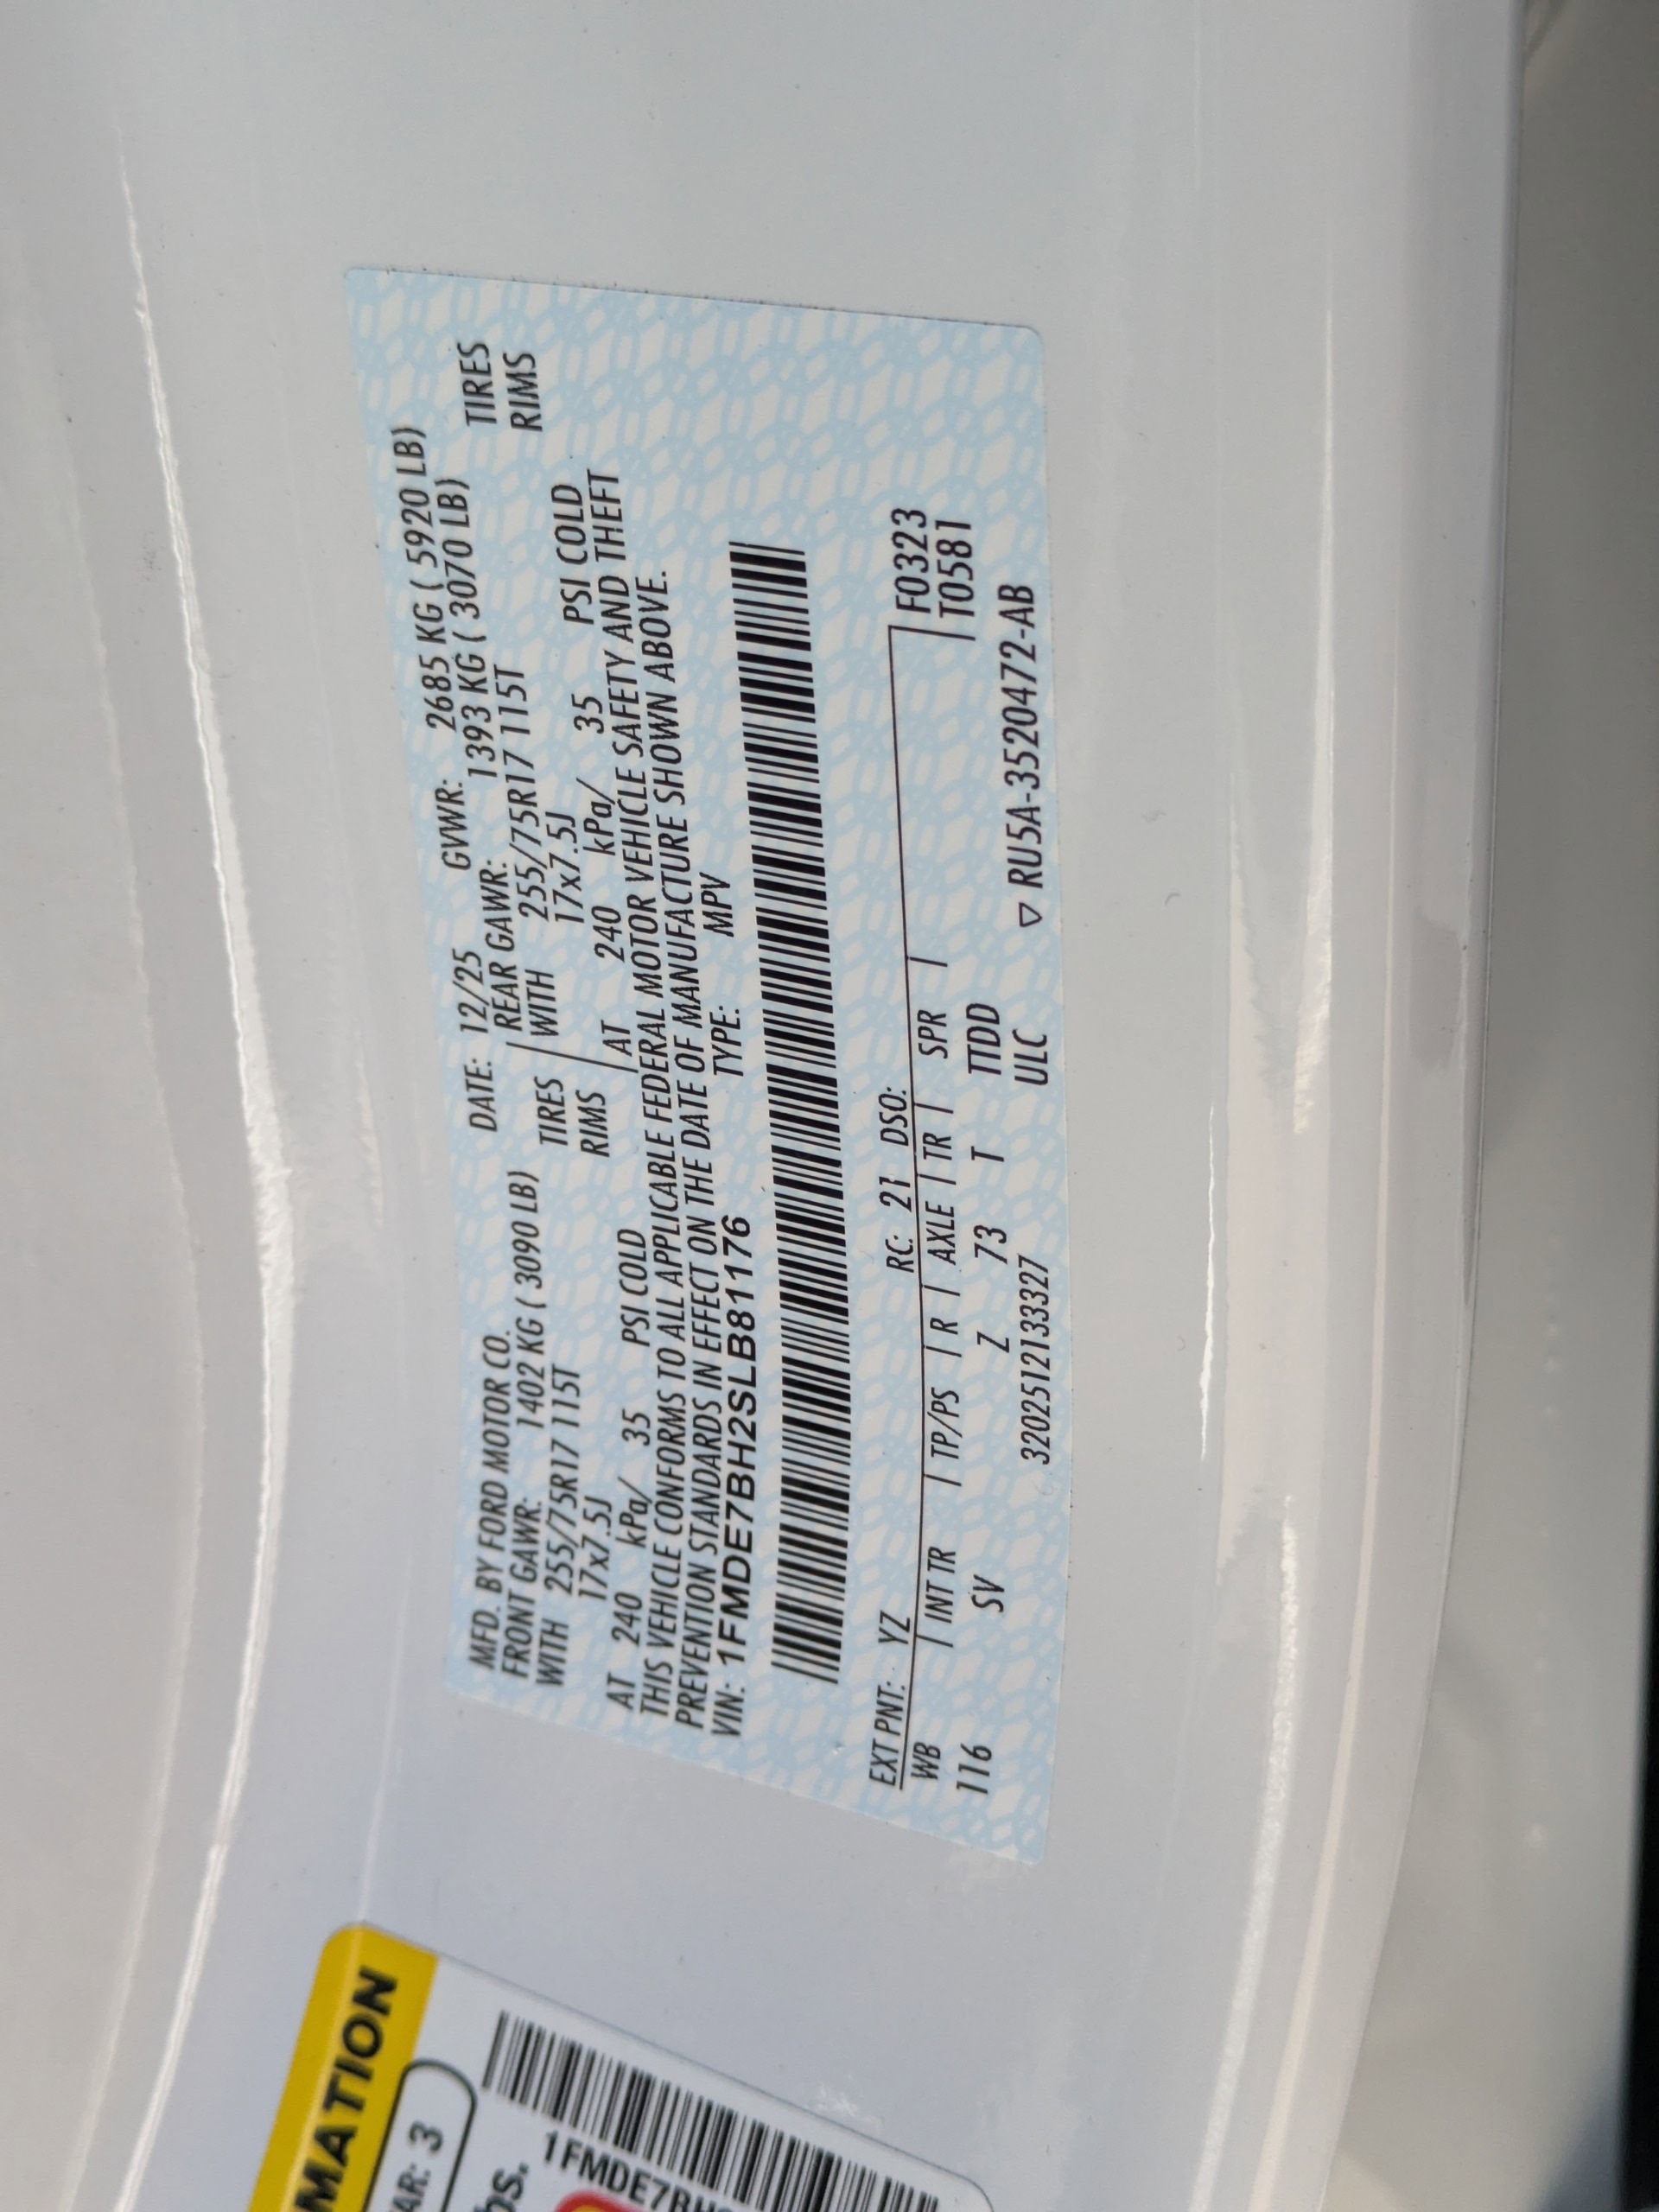 MFD. BY FORD MOTOR CO. DATE: 12/25 GVWR: 2685 KG ( 5920 LB)
FRONT GAWR: 1402 KG ( 3090 LB) REAR GAWR: 1393 KG ( 3070 LB)
WITH 255/75R17 115T TIRES WITH 255/75R17 115T TIRES
17x7.5J RIMS 17x7.5J RIMS
AT 240 kPa/ 35 PSI COLD AT 240 kPa/ 35 PSI COLD
THIS VEHICLE CONFORMS TO ALL APPLICABLE FEDERAL MOTOR VEHICLE SAFETY AND THEFT
PREVENTION STANDARDS IN EFFECT ON THE DATE OF MANUFACTURE SHOWN ABOVE.
VIN: 1FMDE7BH2SLB81176 TYPE: MPV
EXT PNT: YZ RC: 21 DSO: F0323
WB | INT TR | TP/PS | R | AXLE | TR | SPR | T0581
116 SV Z 73 T TTDD
3202512133327 ULC ▽ RU5A-3520472-AB
MATION
AR: 3
bs.
1FMDE7BH